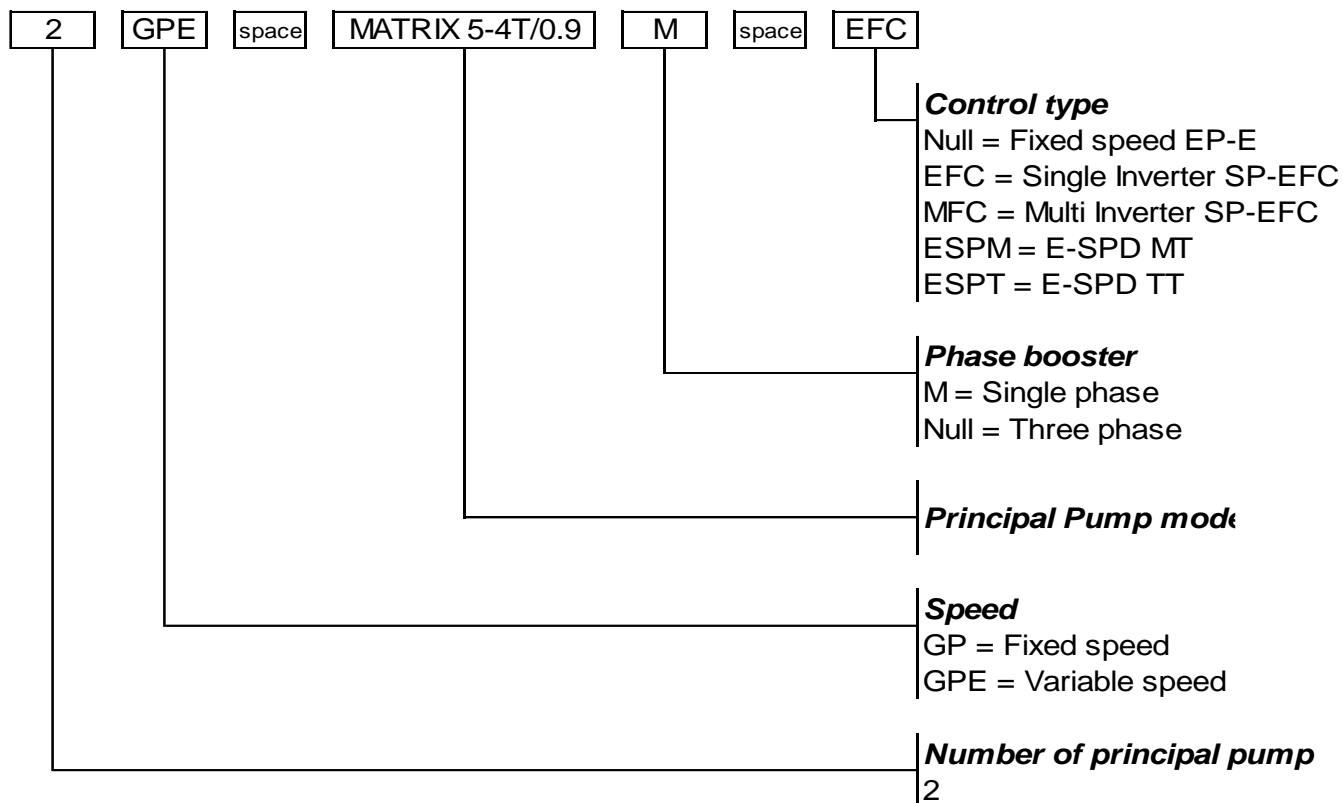 2 GPE space MATRIX 5-4T/0.9 M space EFC
Control type
Null = Fixed speed EP-E
EFC = Single Inverter SP-EFC
MFC = Multi Inverter SP-EFC
ESPM = E-SPD MT
ESPT = E-SPD TT
Phase booster
M = Single phase
Null = Three phase
Principal Pump
Speed
GP = Fixed speed
GPE = Variable speed
Number of principal pump
2